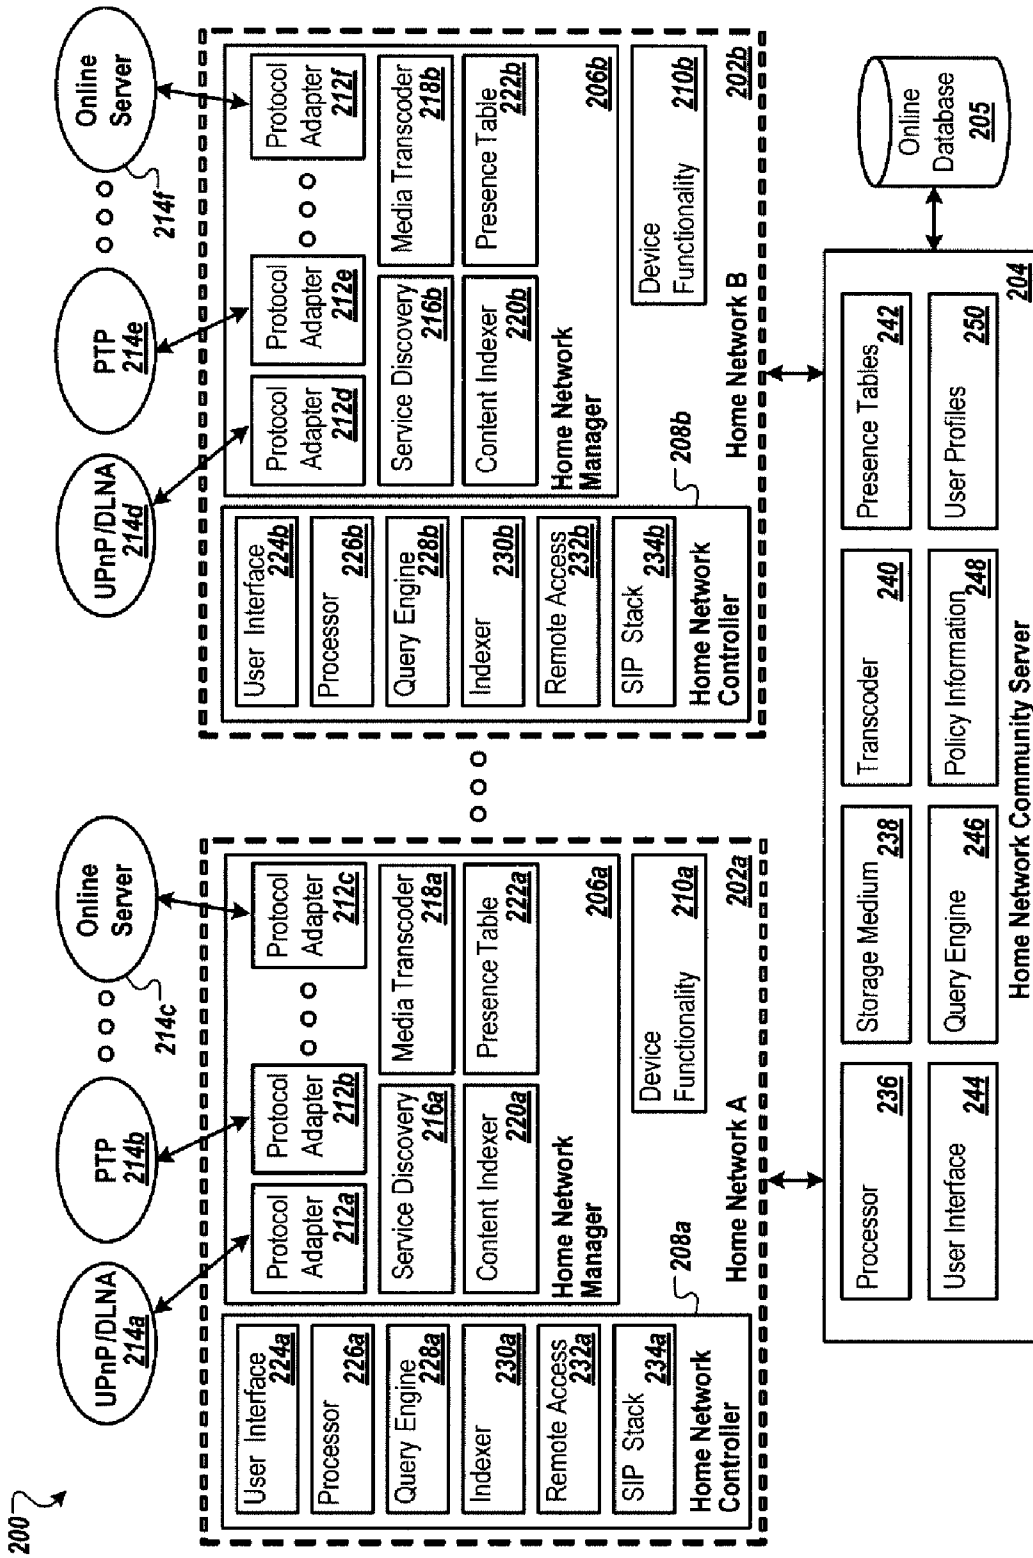 200
UPnP/DLNA
214a
PTP
214b
Online
Server
214c
UPnP/DLNA
214d
PTP
214e
Online
Server
214f
User Interface
224a
Processor
226a
Query Engine
228a
Indexer
230a
Remote Access
232a
SIP Stack
234a
Home Network
Controller
208a
Protocol
Adapter
212a
Protocol
Adapter
212b
Protocol
Adapter
212c
Service Discovery
216a
Media Transcoder
218a
Content Indexer
220a
Presence Table
222a
Home Network
Manager
206a
Device
Functionality
210a
Home Network A
202a
User Interface
224b
Processor
226b
Query Engine
228b
Indexer
230b
Remote Access
232b
SIP Stack
234b
Home Network
Controller
208b
Protocol
Adapter
212d
Protocol
Adapter
212e
Protocol
Adapter
212f
Service Discovery
216b
Media Transcoder
218b
Content Indexer
220b
Presence Table
222b
Home Network
Manager
206b
Device
Functionality
210b
Home Network B
202b
Processor
236
Storage Medium
238
Transcoder
240
Presence Tables
242
User Interface
244
Query Engine
246
Policy Information
248
User Profiles
250
Home Network Community Server
204
Online
Database
205